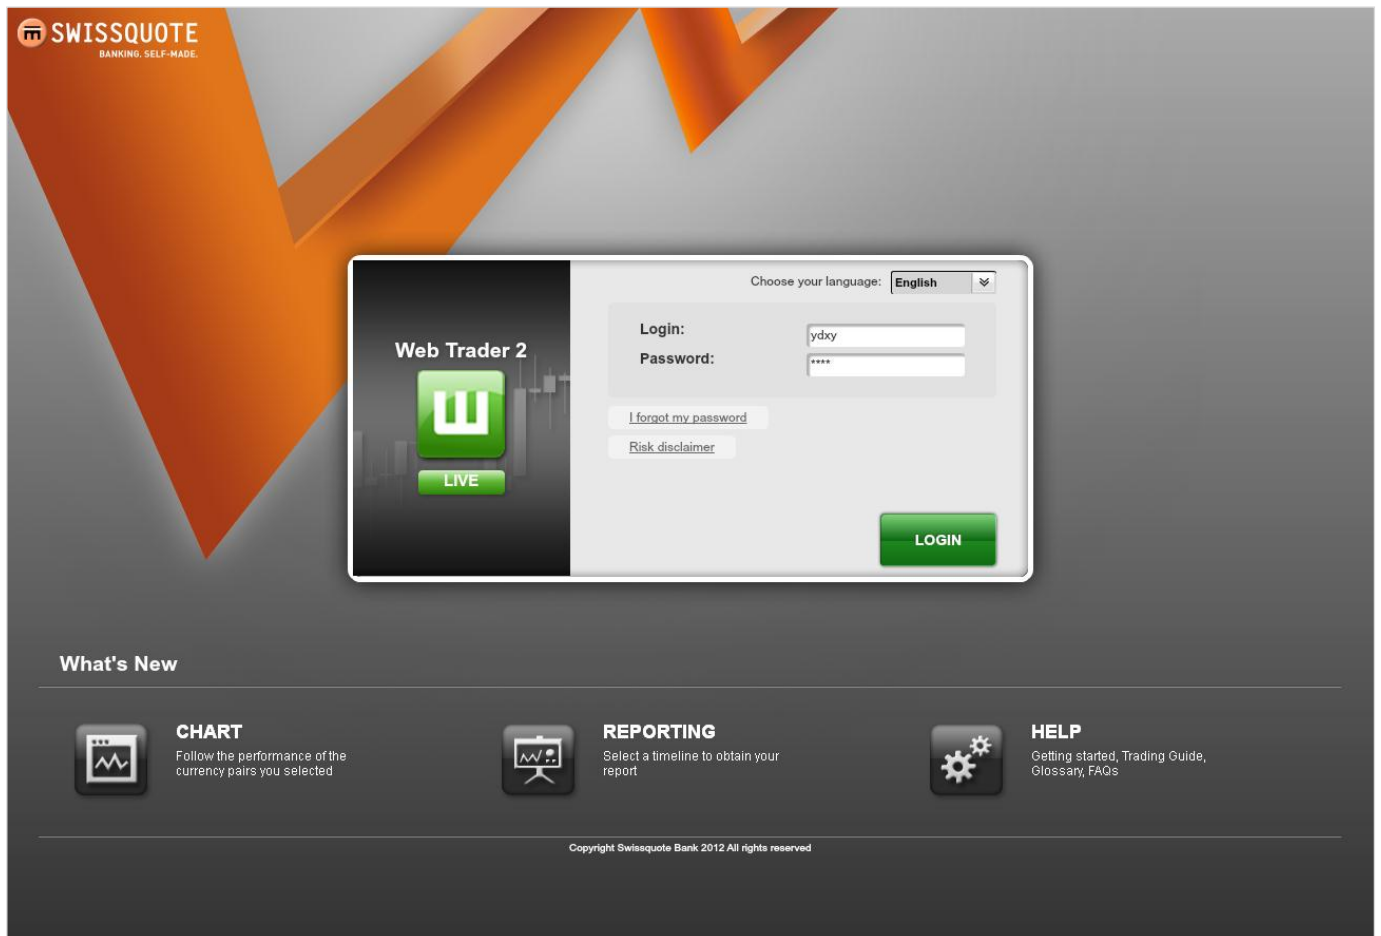 SWISSQUOTE
BANKING. SELF-MADE.
Choose your language: English
Web Trader 2
LIVE
Login: ydxy
Password: ****
I forgot my password
Risk disclaimer
LOGIN
What's New
CHART
Follow the performance of the
currency pairs you selected
REPORTING
Select a timeline to obtain your
report
HELP
Getting started, Trading Guide,
Glossary, FAQs
Copyright Swissquote Bank 2012 All rights reserved